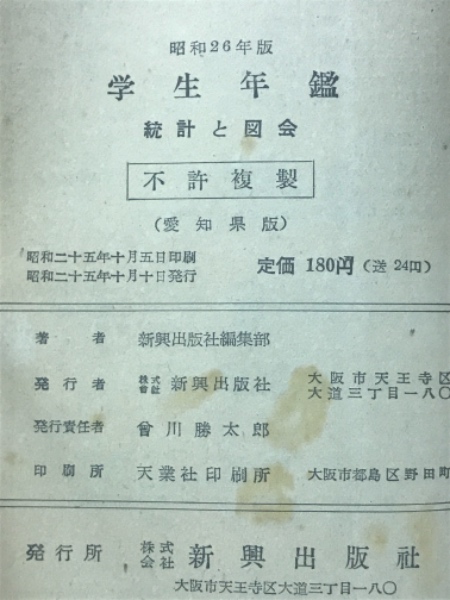 昭和26年版
学生年鑑
統計と図会
不許複製
(愛知県版)
昭和二十五年十月五日印刷
昭和二十五年十月十日発行
定価 180円 (送 24円)
著者 新興出版社編集部
発行者 株式会社 新興出版社 大阪市天王寺区大道三丁目一八〇
発行責任者 曾川勝太郎
印刷所 天業社印刷所 大阪市都島区野田町
発行所 株式会社 新興出版社
大阪市天王寺区大道三丁目一八〇